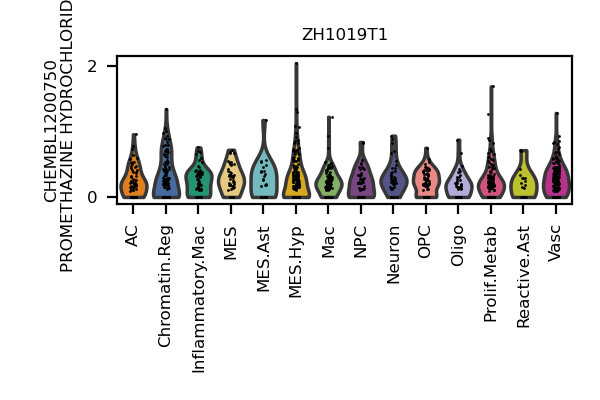 ZH1019T1
CHEMBL1200750
PROMETHAZINE HYDROCHLORID
2
0
AC
Chromatin.Reg
Inflammatory.Mac
MES
MES.Ast
MES.Hyp
Mac
NPC
Neuron
OPC
Oligo
Prolif.Metab
Reactive.Ast
Vasc